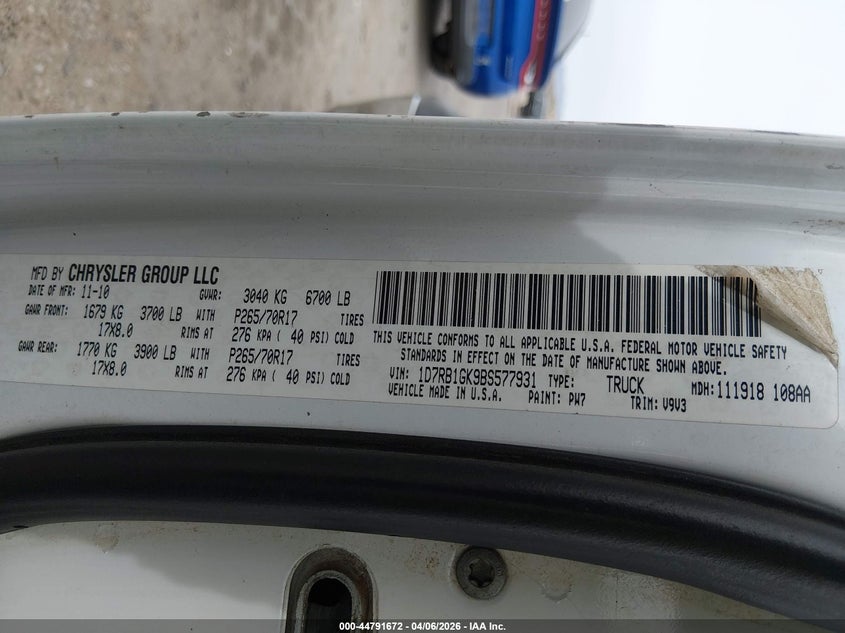 MFD BY CHRYSLER GROUP LLC
DATE OF MFR: 11-10 GVWR: 3040 KG 6700 LB
GAWR FRONT: 1679 KG 3700 LB WITH P265/70R17 TIRES
17X8.0 RIMS AT 276 KPA ( 40 PSI) COLD
GAWR REAR: 1770 KG 3900 LB WITH P265/70R17 TIRES
17X8.0 RIMS AT 276 KPA ( 40 PSI) COLD
THIS VEHICLE CONFORMS TO ALL APPLICABLE U.S.A. FEDERAL MOTOR VEHICLE SAFETY
STANDARDS IN EFFECT ON THE DATE OF MANUFACTURE SHOWN ABOVE.
VIN: 1D7RB1GK9BS577931 TYPE: TRUCK MDH:111918 108AA
VEHICLE MADE IN U.S.A. PAINT: PW7 TRIM: V9V3
000-44791672 - 04/06/2026 - IAA Inc.